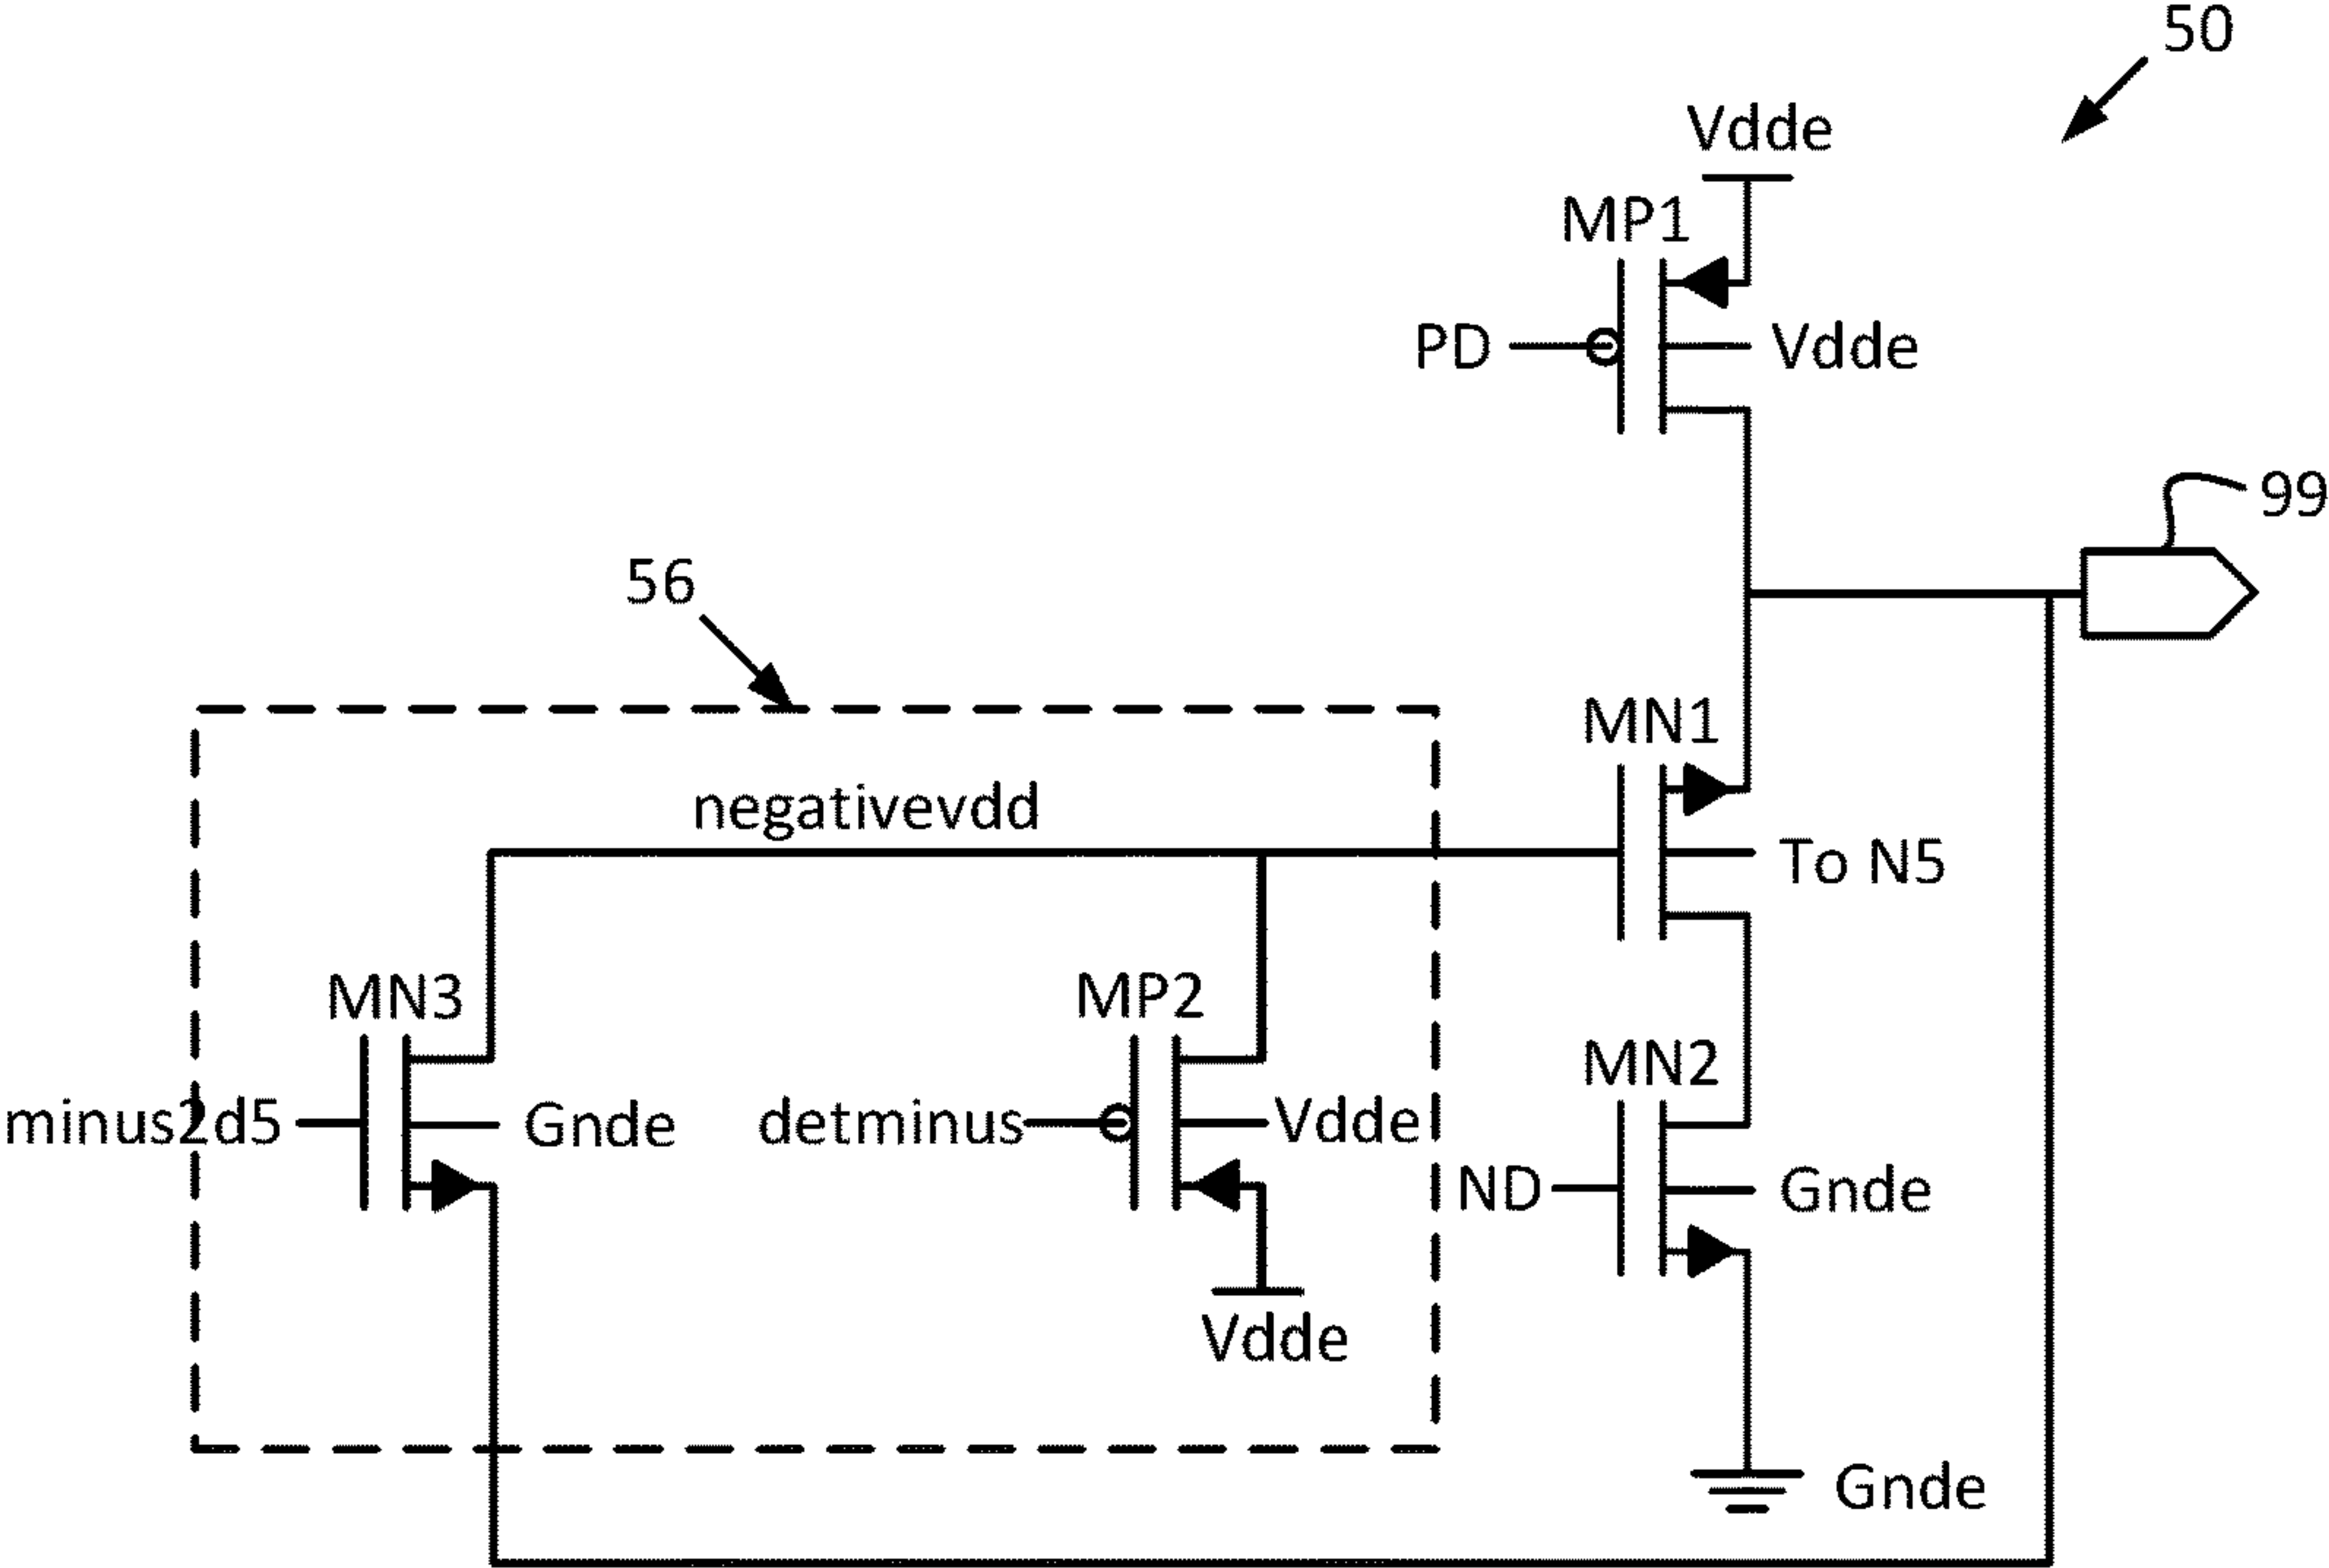 50
Vdde
MP1
PD
Vdde
99
56
MN1
negativevdd
To N5
MN3
MP2
MN2
minus2d5
Gnde
detminus
Vdde
ND
Gnde
Vdde
Gnde